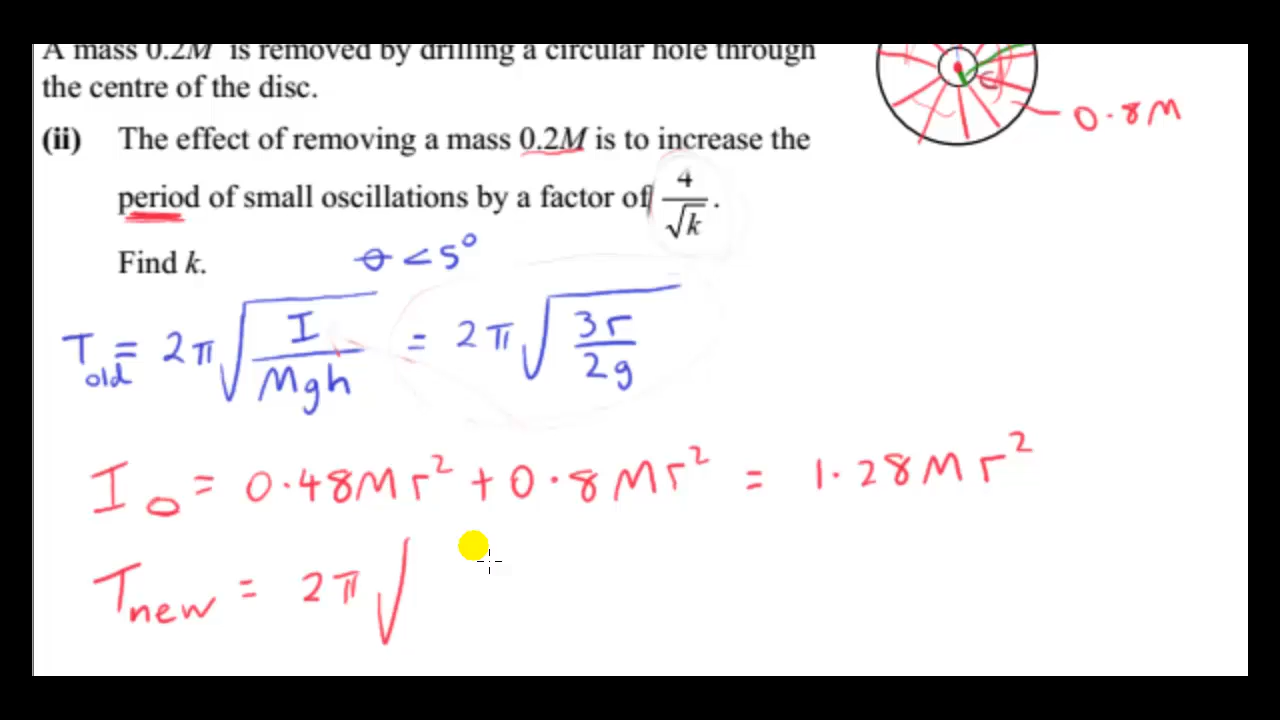 A mass 0.2M is removed by drilling a circular hole through
the centre of the disc.
0.8M
(ii) The effect of removing a mass 0.2M is to increase the
period of small oscillations by a factor of 4/√k.
Find k.
θ < 5°
T_old = 2π√(I/Mgh) = 2π√(3r/2g)
I_O = 0.48Mr² + 0.8Mr² = 1.28Mr²
T_new = 2π√